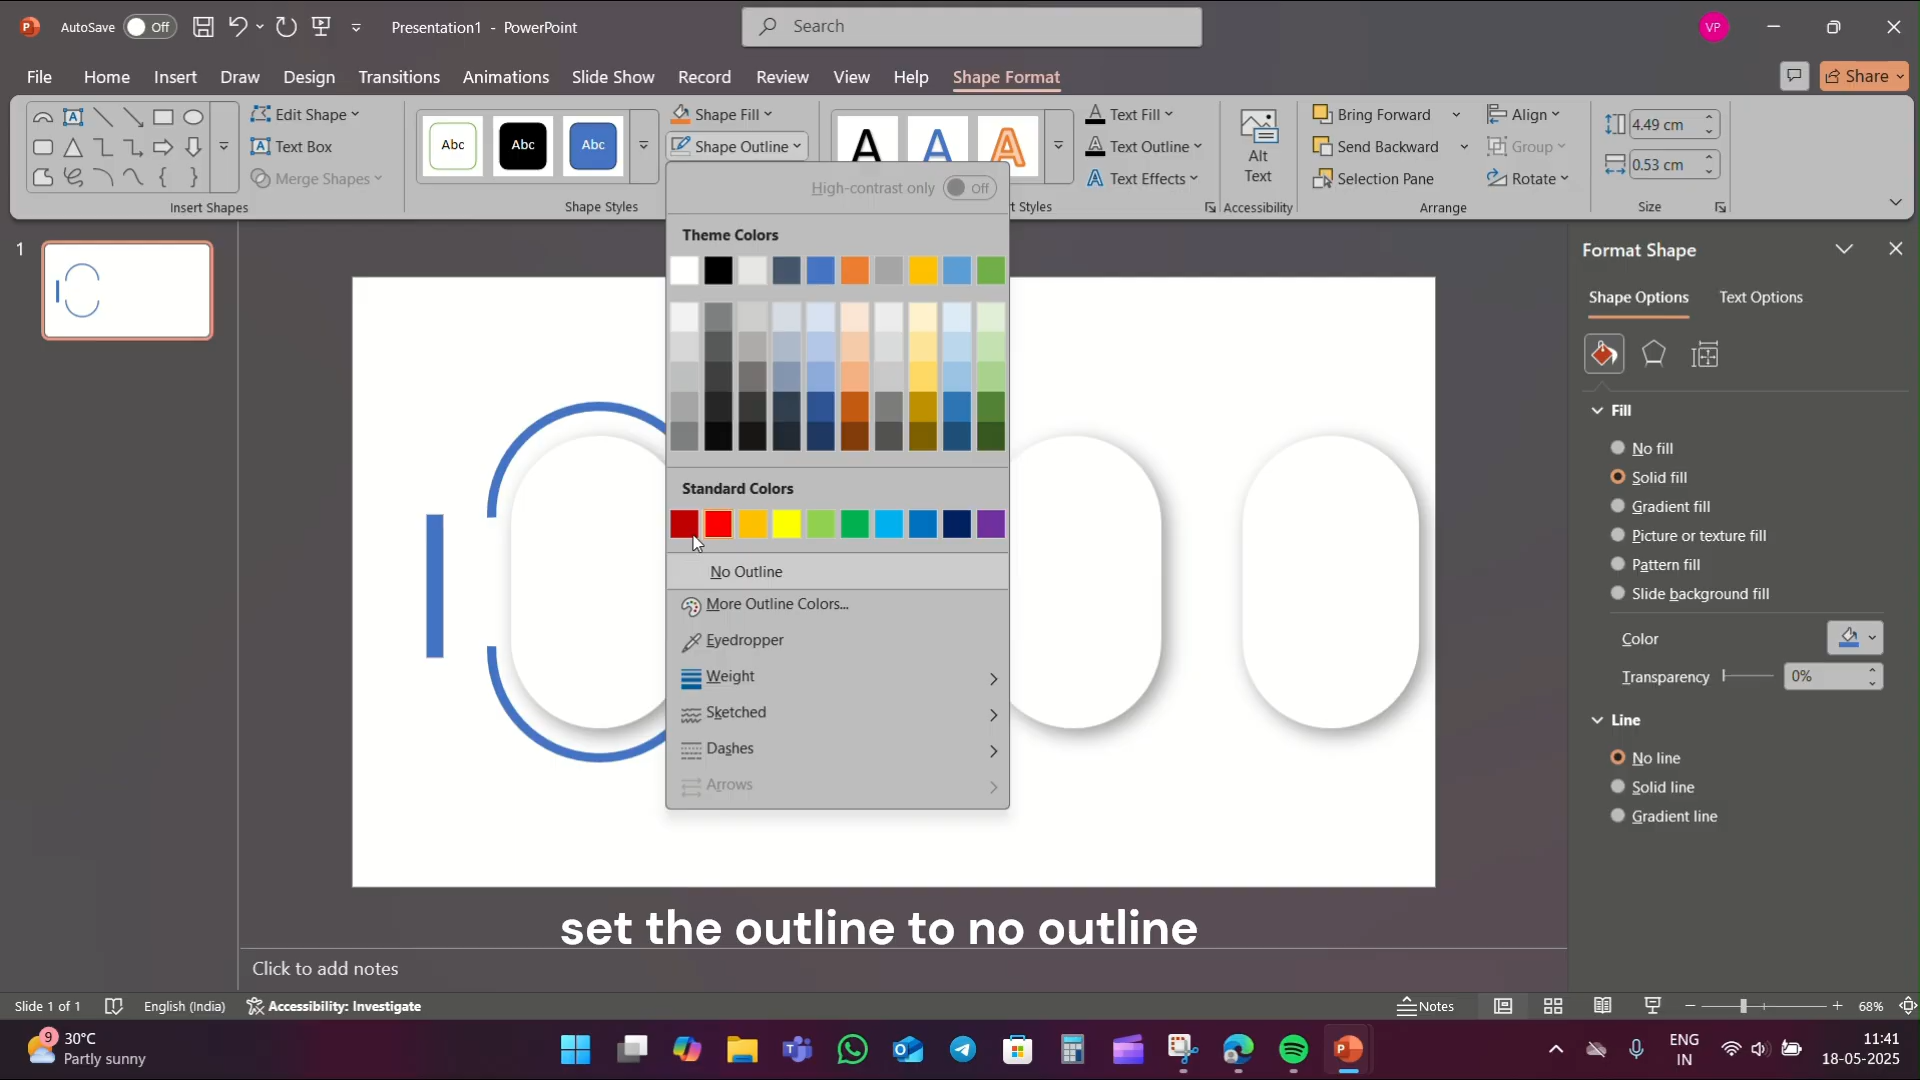 AutoSave Off Presentation1 - PowerPoint Search VP
File Home Insert Draw Design Transitions Animations Slide Show Record Review View Help Shape Format Share
Edit Shape
Text Box
Merge Shapes
Insert Shapes
Abc Abc Abc
Shape Styles
Shape Fill
Shape Outline
A A A
t Styles
Text Fill
Text Outline
Text Effects
Alt
Text
Accessibility
Bring Forward
Send Backward
Selection Pane
Align
Group
Rotate
Arrange
4.49 cm
0.53 cm
Size
High-contrast only Off
Theme Colors
Standard Colors
No Outline
More Outline Colors...
Eyedropper
Weight
Sketched
Dashes
Arrows
1
Format Shape
Shape Options Text Options
Fill
No fill
Solid fill
Gradient fill
Picture or texture fill
Pattern fill
Slide background fill
Color
Transparency 0%
Line
No line
Solid line
Gradient line
set the outline to no outline
Click to add notes
Slide 1 of 1 English (India) Accessibility: Investigate Notes 68%
9 30°C
Partly sunny
ENG
IN
11:41
18-05-2025